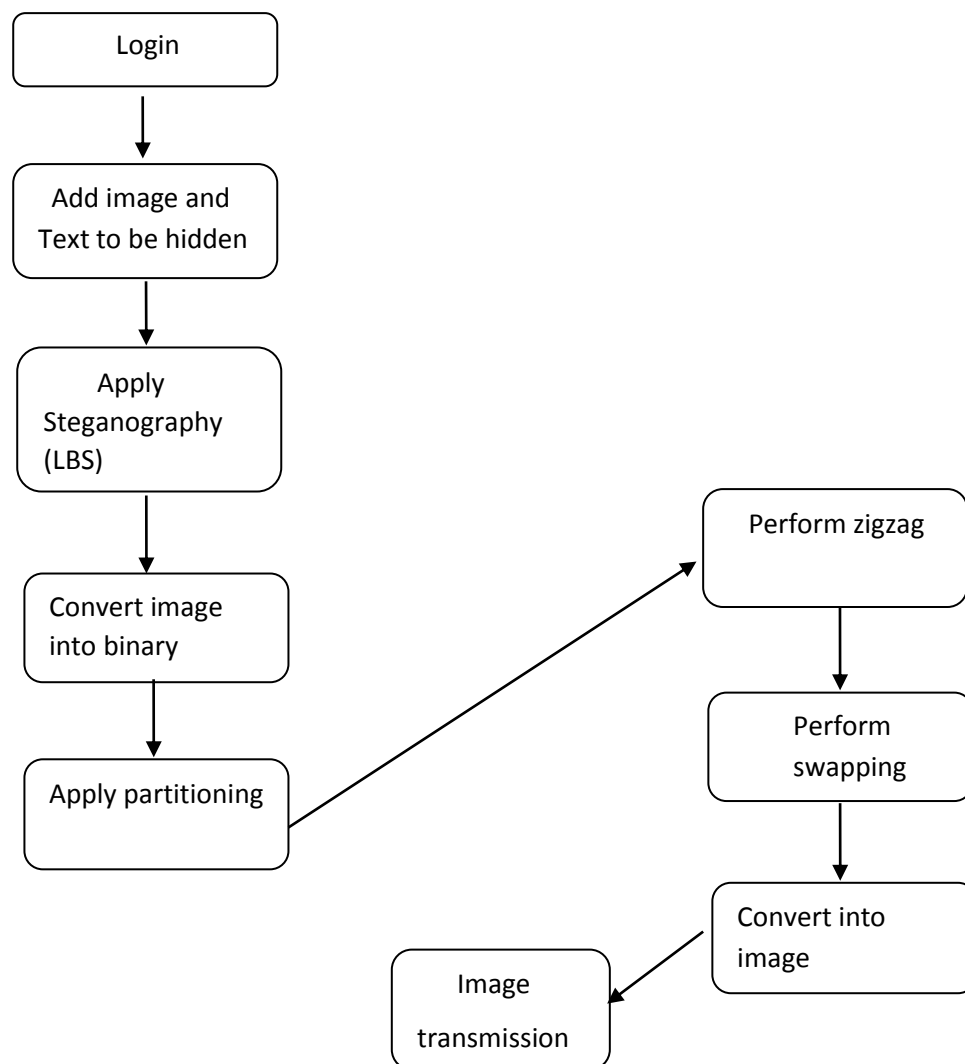 Login
Add image and
Text to be hidden
Apply
Steganography
(LBS)
Convert image
into binary
Apply partitioning
Perform zigzag
Perform
swapping
Convert into
image
Image
transmission